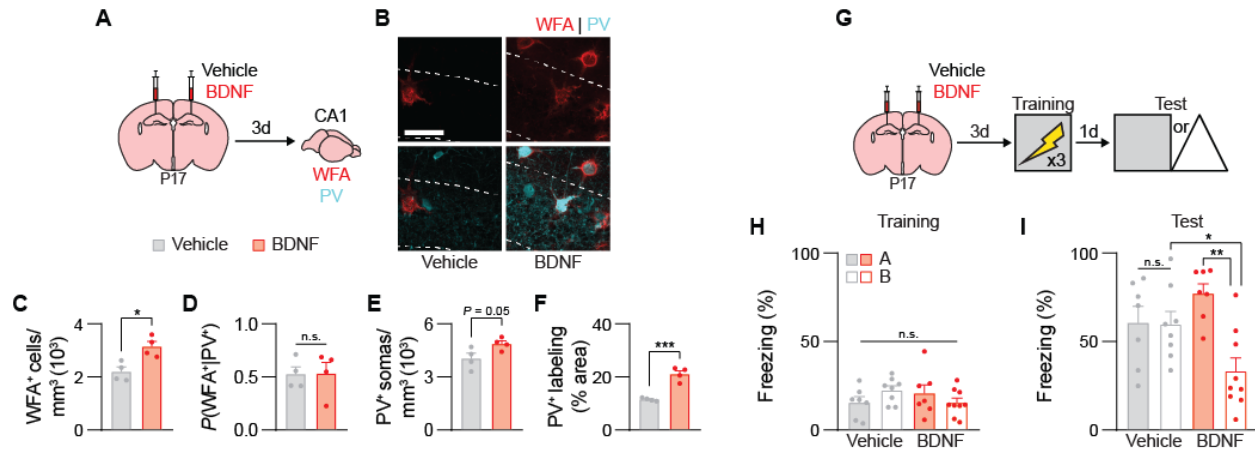 A
Vehicle
BDNF
3d
CA1
P17
WFA
PV
Vehicle
BDNF
B
WFA | PV
Vehicle
BDNF
C
WFA⁺ cells/
mm³ (10³)
4
2
0
*
D
P(WFA⁺|PV⁺)
1.0
0.5
0.0
n.s.
E
PV⁺ somas/
mm³ (10³)
6
3
0
P = 0.05
F
PV⁺ labeling
(% area)
40
20
0
***
G
Vehicle
BDNF
3d
P17
Training
x3
1d
Test
or
H
Training
Freezing (%)
100
50
0
A
B
n.s.
Vehicle
BDNF
I
Test
Freezing (%)
100
50
0
n.s.
*
**
Vehicle
BDNF